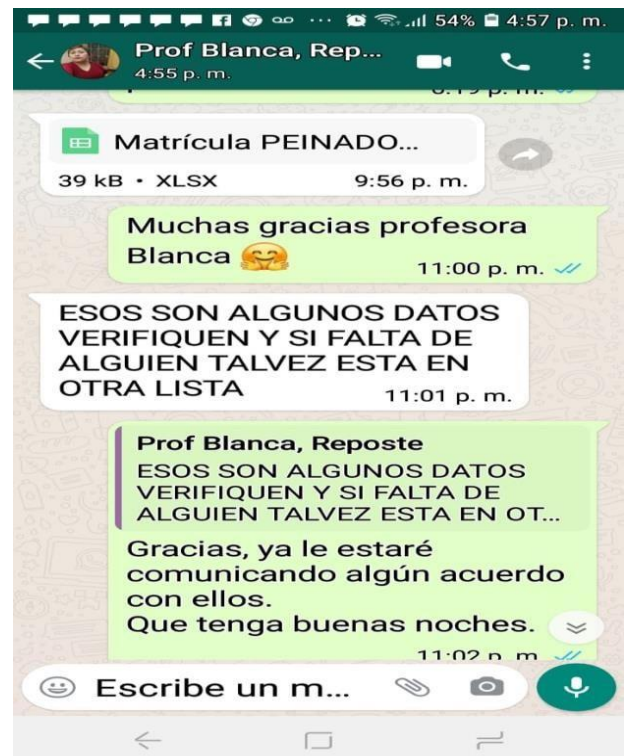 54% 4:57 p. m.
Prof Blanca, Rep...
4:55 p. m.
Matrícula PEINADO...
39 kB • XLSX 9:56 p. m.
Muchas gracias profesora
Blanca 🤗
11:00 p. m.
ESOS SON ALGUNOS DATOS
VERIFIQUEN Y SI FALTA DE
ALGUIEN TALVEZ ESTA EN
OTRA LISTA 11:01 p. m.
Prof Blanca, Reposte
ESOS SON ALGUNOS DATOS
VERIFIQUEN Y SI FALTA DE
ALGUIEN TALVEZ ESTA EN OT...
Gracias, ya le estaré
comunicando algún acuerdo
con ellos.
Que tenga buenas noches.
11:02 p. m.
Escribe un m...